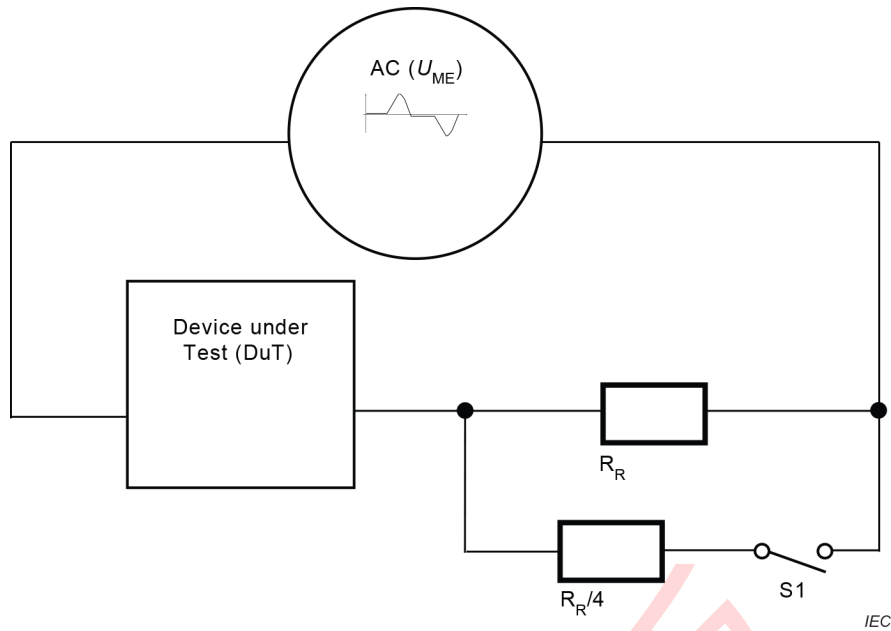 AC (UME)
Device under
Test (DuT)
RR
RR/4
S1
IEC